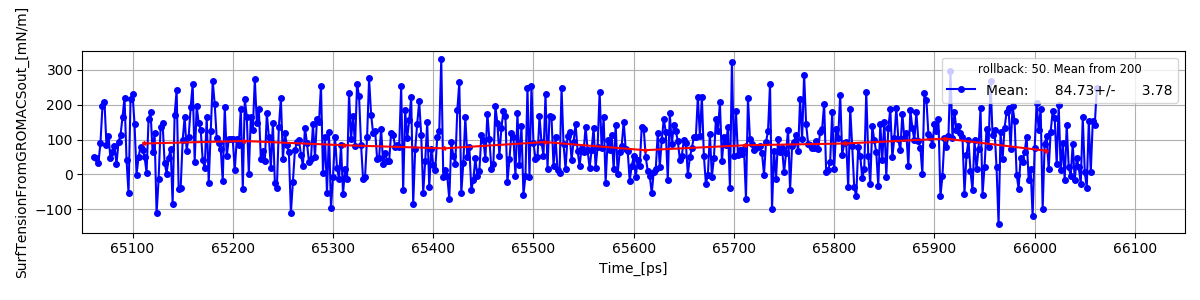 SurfTensionFromGROMACSout_[mN/m]
300
200
100
0
−100
rollback: 50. Mean from 200
Mean: 84.73+/- 3.78
65100 65200 65300 65400 65500 65600 65700 65800 65900 66000 66100
Time_[ps]